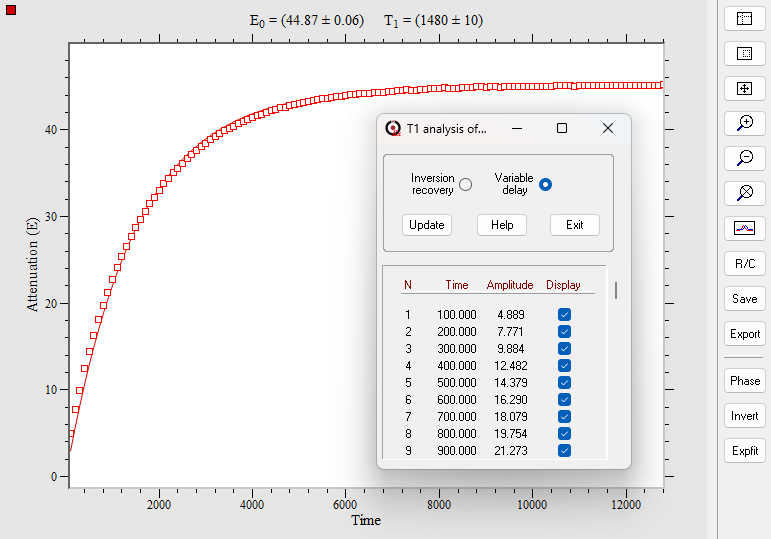 E0 = (44.87 ± 0.06) T1 = (1480 ± 10)
Attenuation (E)
40
30
20
10
0
2000 4000 6000 8000 10000 12000
Time
T1 analysis of...
Inversion recovery
Variable delay
Update Help Exit
N Time Amplitude Display
1 100.000 4.889
2 200.000 7.771
3 300.000 9.884
4 400.000 12.482
5 500.000 14.379
6 600.000 16.290
7 700.000 18.079
8 800.000 19.754
9 900.000 21.273
R/C
Save
Export
Phase
Invert
Expfit